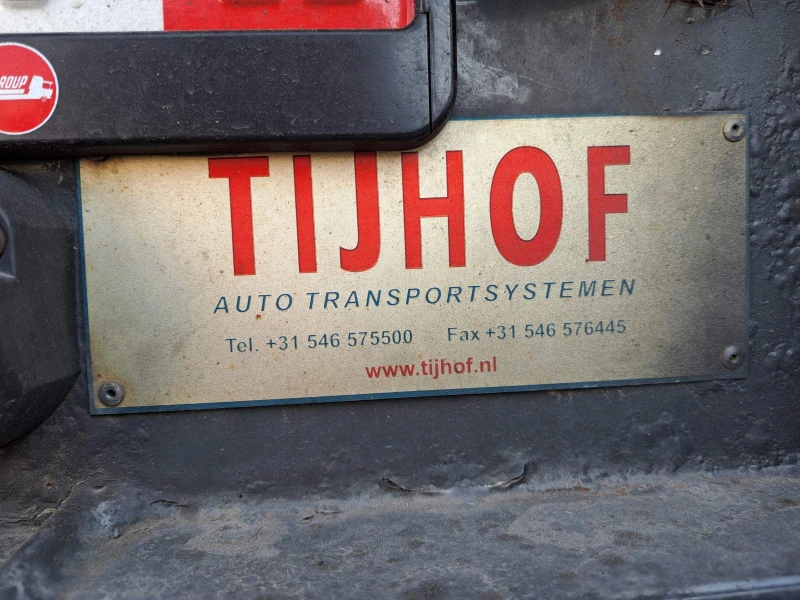 ROUP
TIJHOF
AUTO TRANSPORTSYSTEMEN
Tel. +31 546 575500 Fax +31 546 576445
www.tijhof.nl